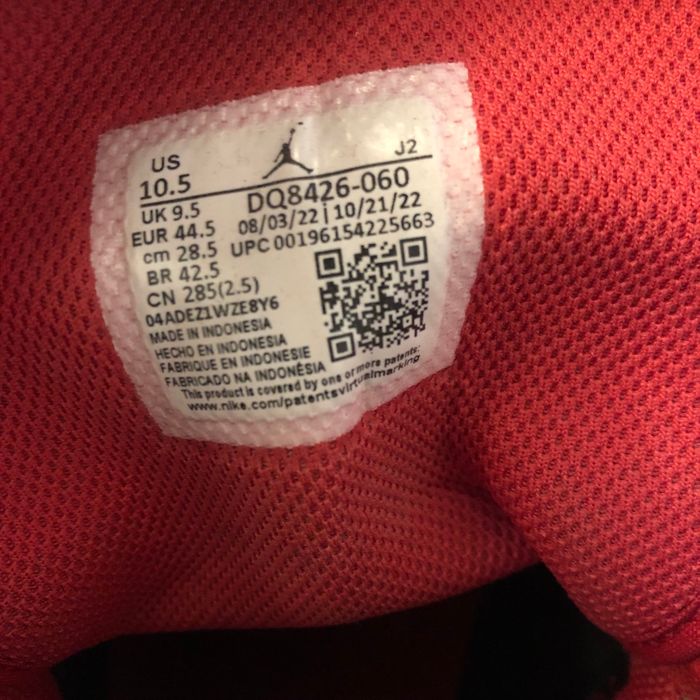 US
J2
10.5
DQ8426-060
UK 9.5
08/03/22 | 10/21/22
EUR 44.5
UPC 00196154225663
cm 28.5
BR 42.5
CN 285(2.5)
04ADEZ1WZE8Y6
MADE IN INDONESIA
HECHO EN INDONESIA
FABRIQUE EN INDONESIE
FABRICADO NA INDONÉSIA
This product is covered by one or more patents:
www.nike.com/patentsvirtualmarking